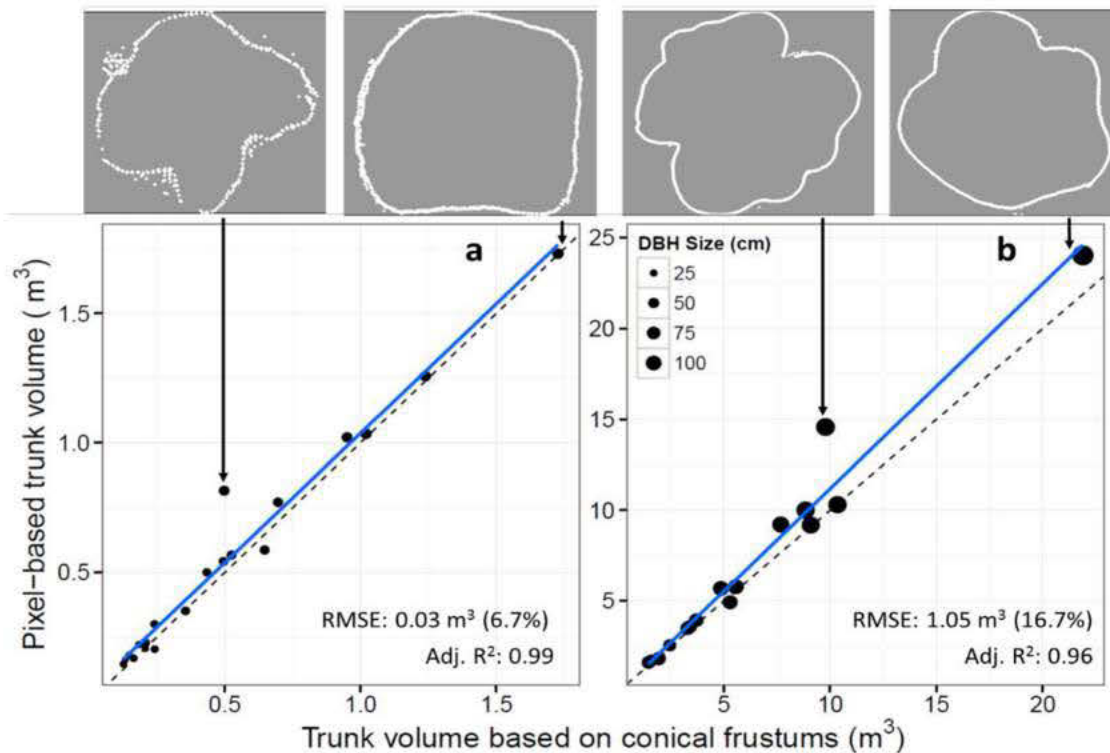 a
b
DBH Size (cm)
25
50
75
100
Pixel-based trunk volume ( m³)
1.5
1.0
0.5
25
20
15
10
5
RMSE: 0.03 m³ (6.7%)
Adj. R²: 0.99
RMSE: 1.05 m³ (16.7%)
Adj. R²: 0.96
0.5
1.0
1.5
5
10
15
20
Trunk volume based on conical frustums (m³)